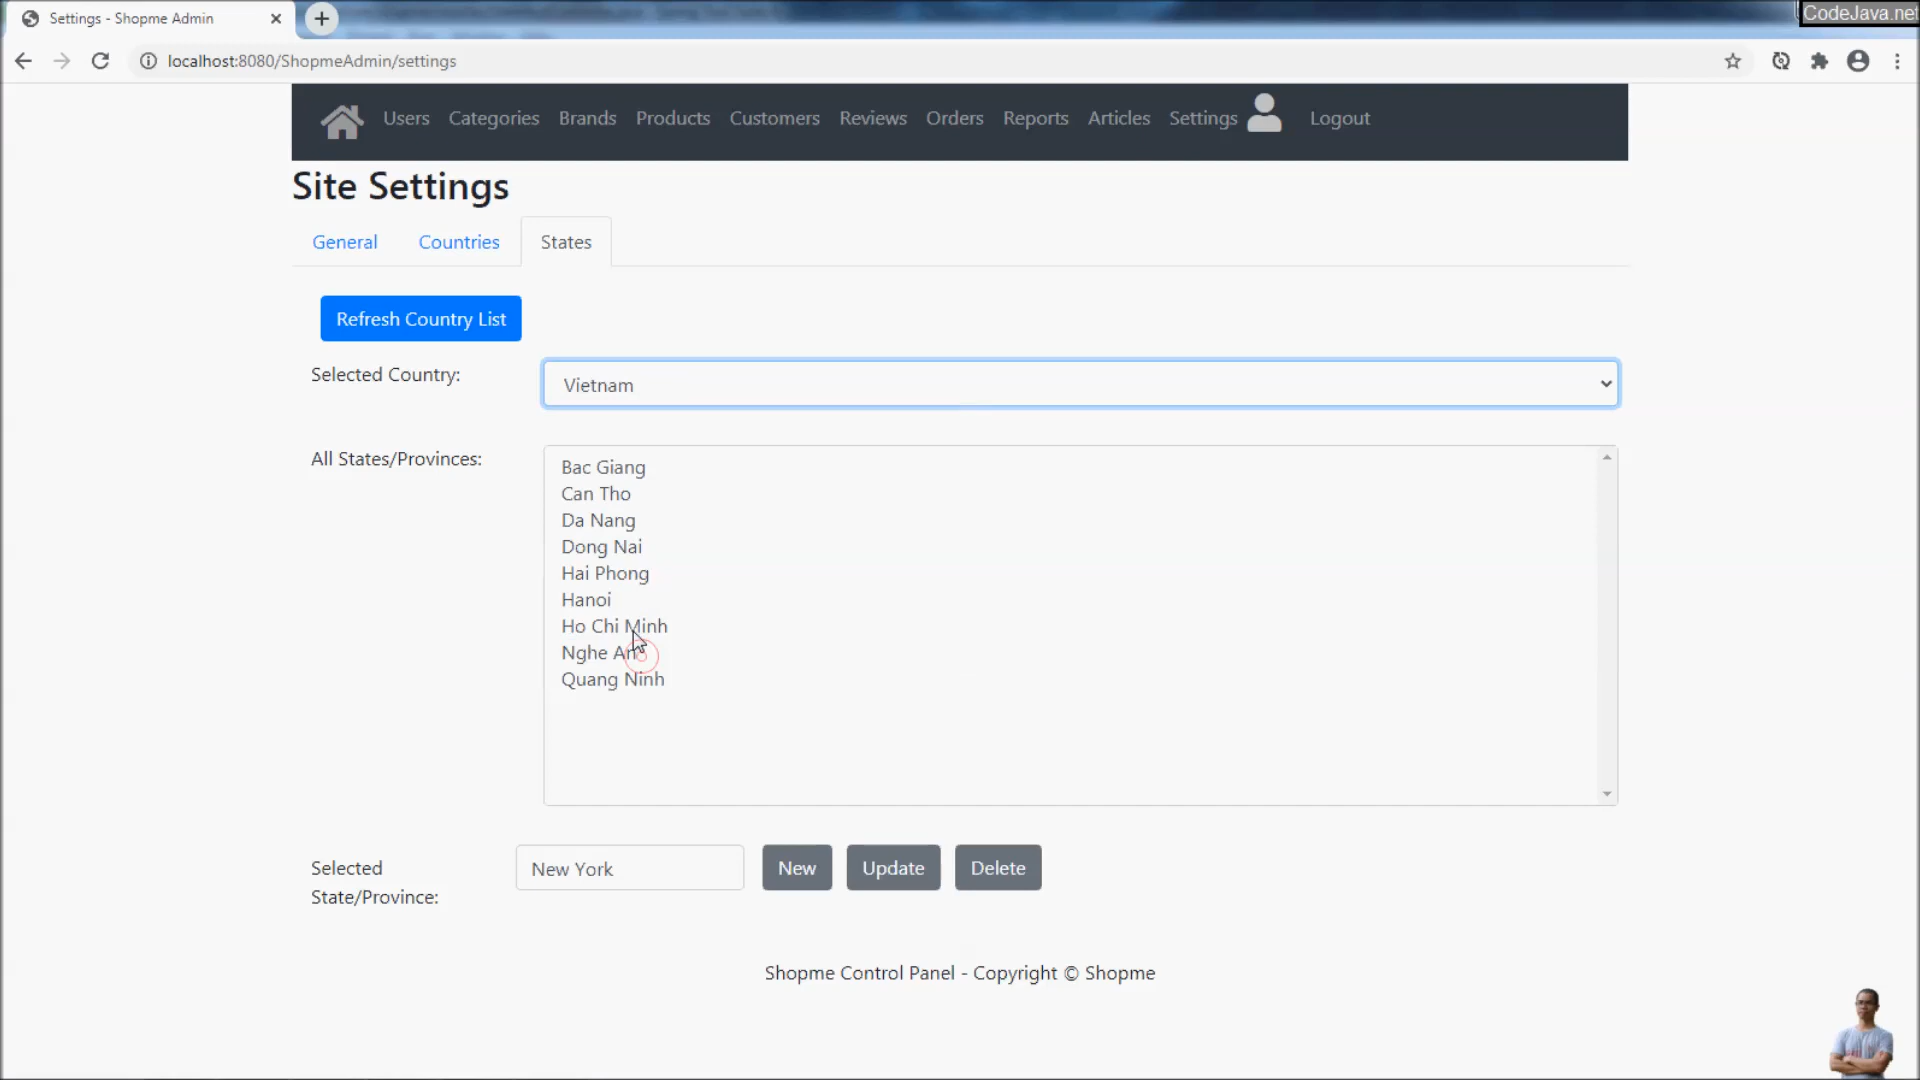 Settings - Shopme Admin
CodeJava.net
localhost:8080/ShopmeAdmin/settings
Users Categories Brands Products Customers Reviews Orders Reports Articles Settings Logout
Site Settings
General Countries States
Refresh Country List
Selected Country: Vietnam
All States/Provinces:
Bac Giang
Can Tho
Da Nang
Dong Nai
Hai Phong
Hanoi
Ho Chi Minh
Nghe An
Quang Ninh
Selected
State/Province:
New York New Update Delete
Shopme Control Panel - Copyright © Shopme